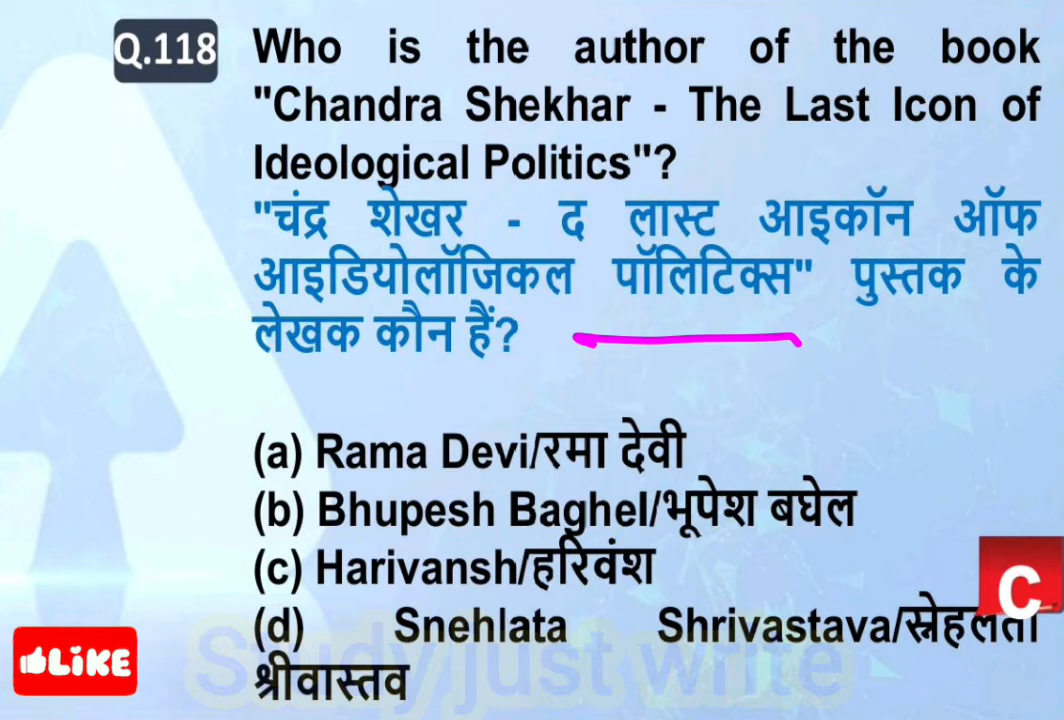 Q.118 Who is the author of the book
"Chandra Shekhar - The Last Icon of
Ideological Politics"?
"चंद्र शेखर - द लास्ट आइकॉन ऑफ
आइडियोलॉजिकल पॉलिटिक्स" पुस्तक के
लेखक कौन हैं?
(a) Rama Devi/रमा देवी
(b) Bhupesh Baghel/भूपेश बघेल
(c) Harivansh/हरिवंश
C
(d) Snehlata Shrivastava/स्नेहलता
श्रीवास्तव
LiKE
Study just write